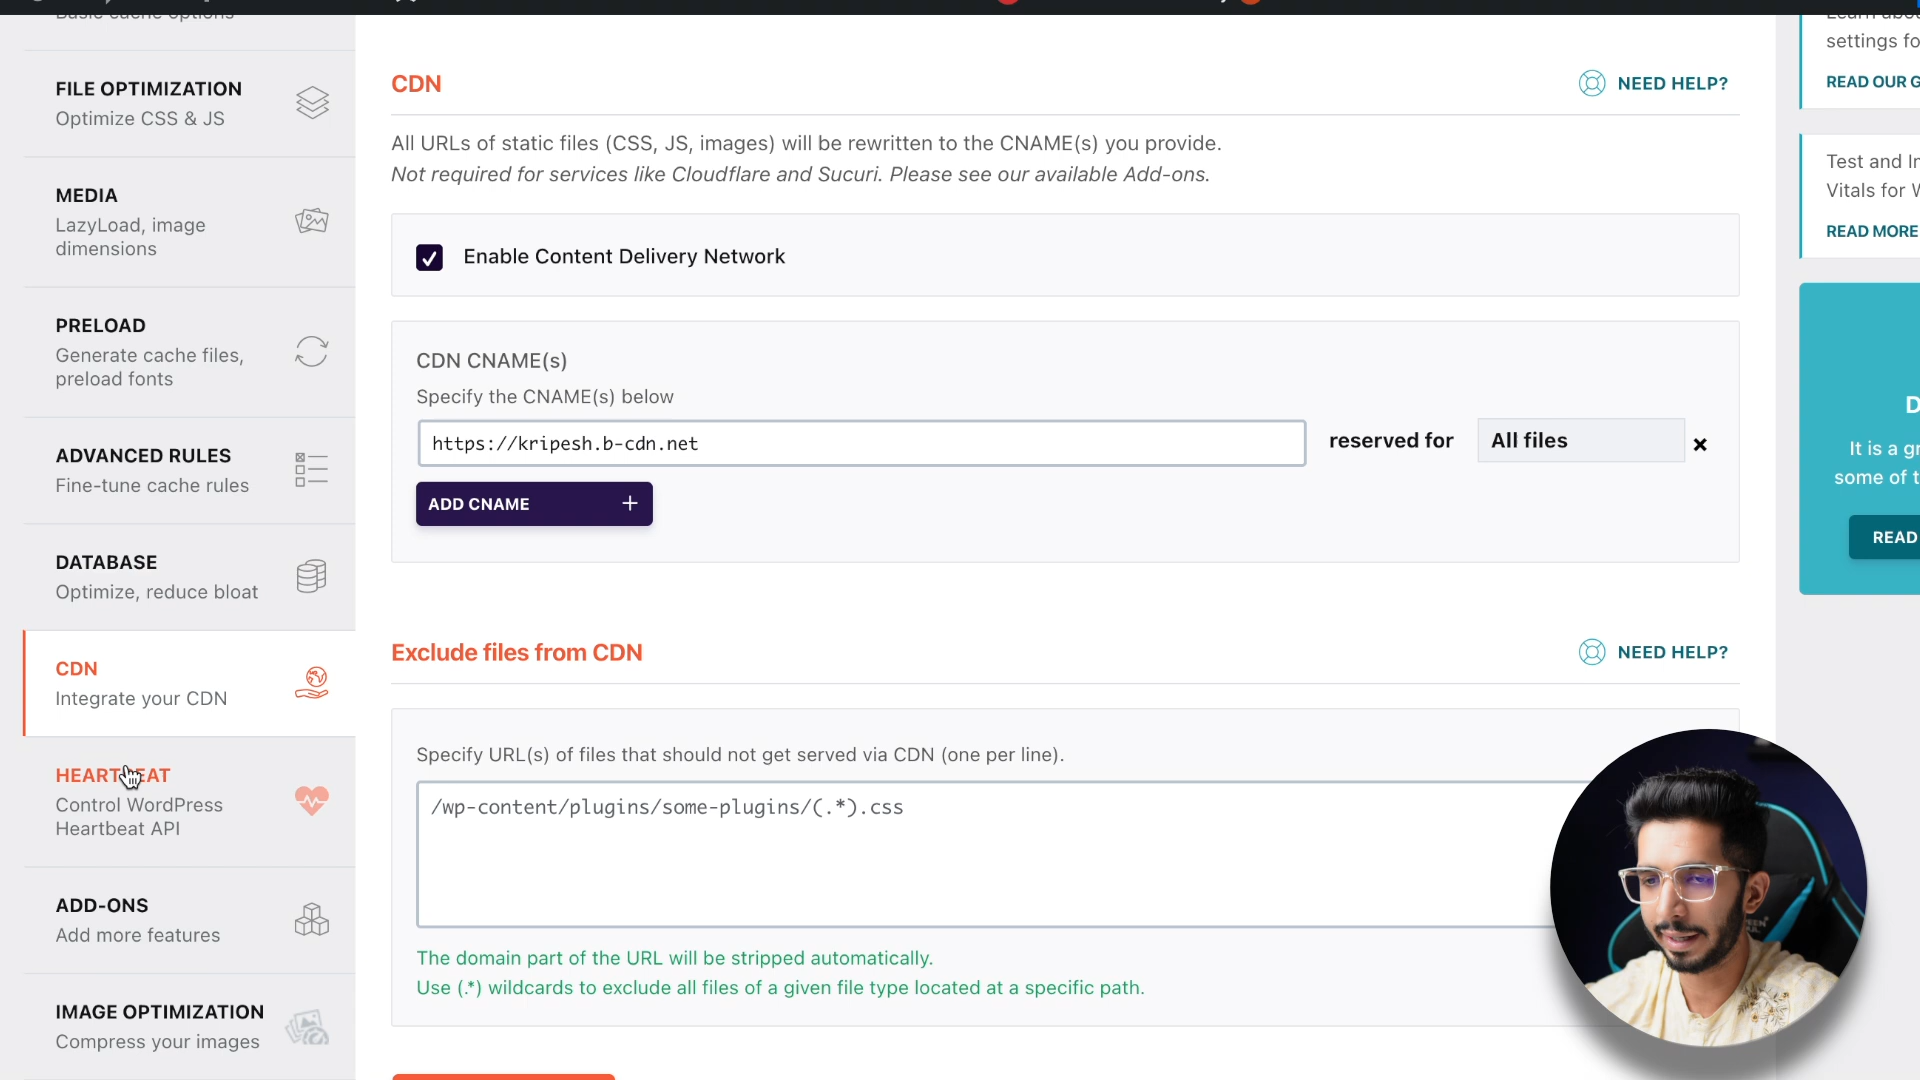 FILE OPTIMIZATION
Optimize CSS & JS
MEDIA
LazyLoad, image
dimensions
PRELOAD
Generate cache files,
preload fonts
ADVANCED RULES
Fine-tune cache rules
DATABASE
Optimize, reduce bloat
CDN
Integrate your CDN
HEARTBEAT
Control WordPress
Heartbeat API
ADD-ONS
Add more features
IMAGE OPTIMIZATION
Compress your images
CDN
NEED HELP?
All URLs of static files (CSS, JS, images) will be rewritten to the CNAME(s) you provide.
Not required for services like Cloudflare and Sucuri. Please see our available Add-ons.
Enable Content Delivery Network
CDN CNAME(s)
Specify the CNAME(s) below
https://kripesh.b-cdn.net
reserved for
All files
ADD CNAME
Exclude files from CDN
NEED HELP?
Specify URL(s) of files that should not get served via CDN (one per line).
/wp-content/plugins/some-plugins/(.*).css
The domain part of the URL will be stripped automatically.
Use (.*) wildcards to exclude all files of a given file type located at a specific path.
settings fo
READ OUR G
Test and In
Vitals for W
READ MORE
D
It is a gr
some of t
READ